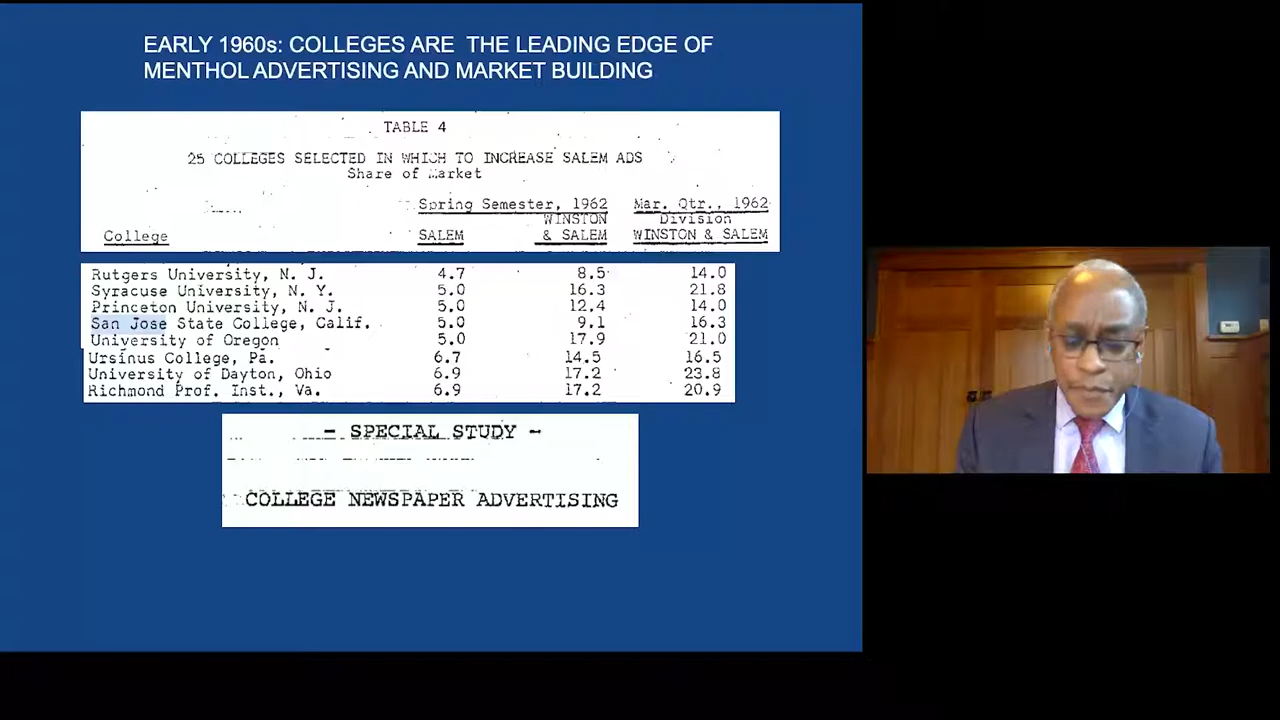 EARLY 1960s: COLLEGES ARE THE LEADING EDGE OF
MENTHOL ADVERTISING AND MARKET BUILDING
TABLE 4
25 COLLEGES SELECTED IN WHICH TO INCREASE SALEM ADS
Share of Market
Spring Semester, 1962 Mar. Qtr., 1962
WINSTON Division
College SALEM & SALEM WINSTON & SALEM
Rutgers University, N. J. 4.7 8.5 14.0
Syracuse University, N. Y. 5.0 16.3 21.8
Princeton University, N. J. 5.0 12.4 14.0
San Jose State College, Calif. 5.0 9.1 16.3
University of Oregon 5.0 17.9 21.0
Ursinus College, Pa. 6.7 14.5 16.5
University of Dayton, Ohio 6.9 17.2 23.8
Richmond Prof. Inst., Va. 6.9 17.2 20.9
- SPECIAL STUDY -
COLLEGE NEWSPAPER ADVERTISING